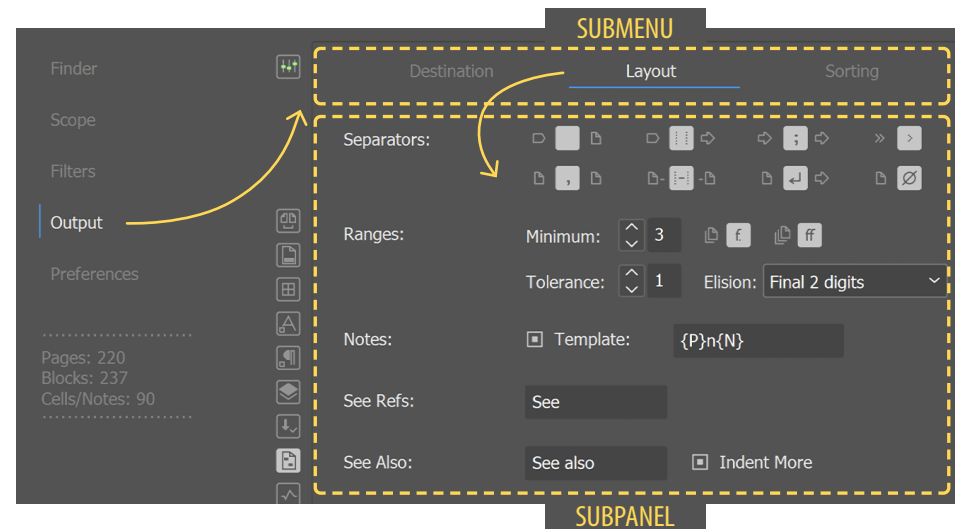 SUBMENU
Finder
Destination Layout Sorting
Scope
Separators: ; >
Filters
, - ↵ Ø
Output
Ranges: Minimum: 3 f. ff
Preferences
Tolerance: 1 Elision: Final 2 digits
Notes: Template: {P}n{N}
Pages: 220
Blocks: 237
Cells/Notes: 90
See Refs: See
See Also: See also Indent More
SUBPANEL